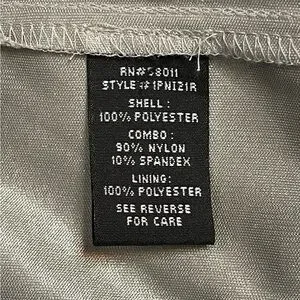 RN#58011
STYLE#1PNI21R
SHELL:
100% POLYESTER
COMBO:
90% NYLON
10% SPANDEX
LINING:
100% POLYESTER
SEE REVERSE
FOR CARE